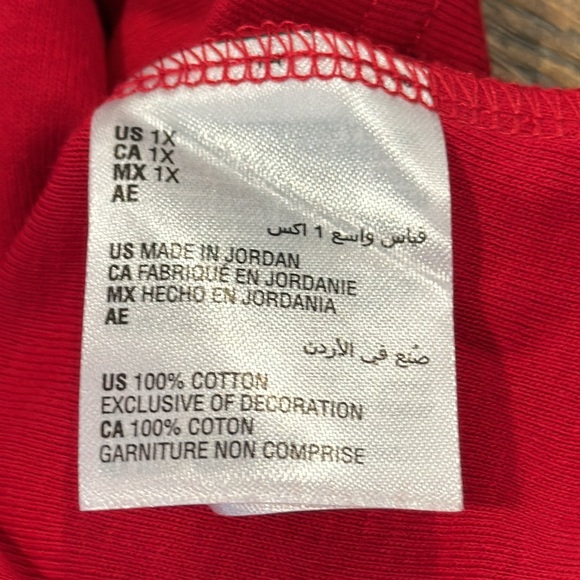 US 1X
CA 1X
MX 1X
AE
قياس واسع 1 اكس
US MADE IN JORDAN
CA FABRIQUÉ EN JORDANIE
MX HECHO EN JORDANIA
AE
صُنع في الأردن
US 100% COTTON
EXCLUSIVE OF DECORATION
CA 100% COTON
GARNITURE NON COMPRISE